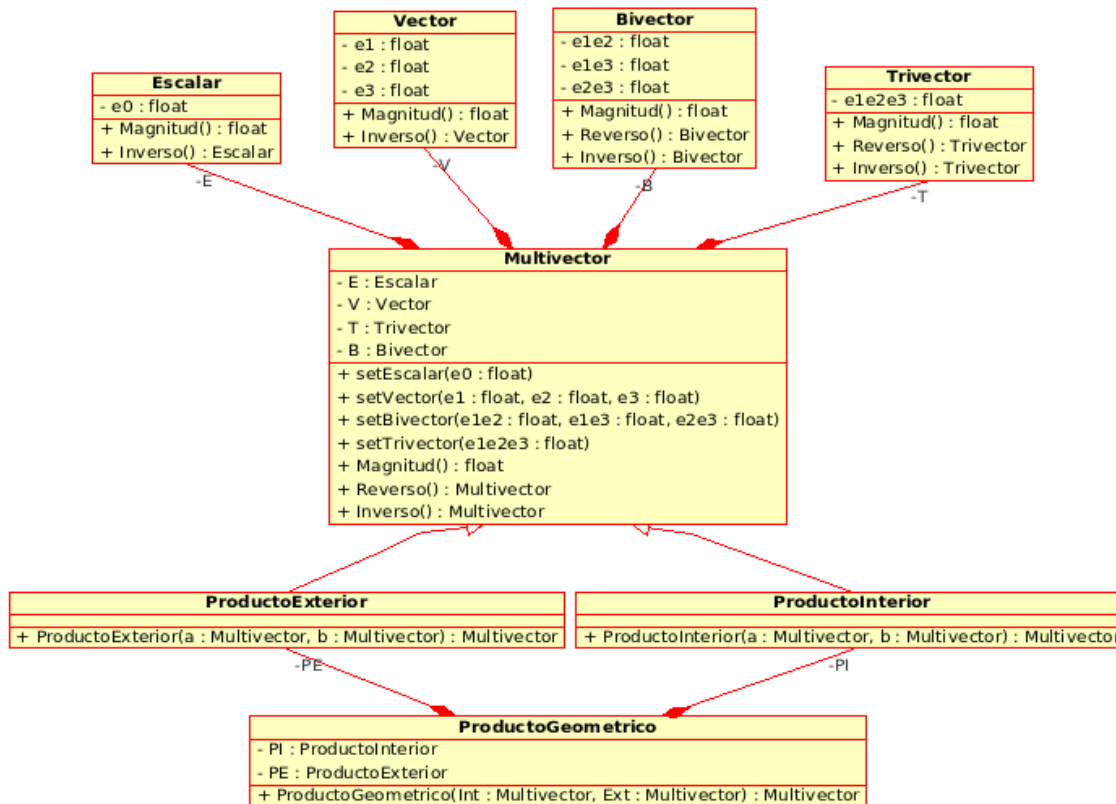 Escalar
- e0 : float
+ Magnitud() : float
+ Inverso() : Escalar
Vector
- e1 : float
- e2 : float
- e3 : float
+ Magnitud() : float
+ Inverso() : Vector
Bivector
- e1e2 : float
- e1e3 : float
- e2e3 : float
+ Magnitud() : float
+ Reverso() : Bivector
+ Inverso() : Bivector
Trivector
- e1e2e3 : float
+ Magnitud() : float
+ Reverso() : Trivector
+ Inverso() : Trivector
-E
-V
-B
-T
Multivector
- E : Escalar
- V : Vector
- T : Trivector
- B : Bivector
+ setEscalar(e0 : float)
+ setVector(e1 : float, e2 : float, e3 : float)
+ setBivector(e1e2 : float, e1e3 : float, e2e3 : float)
+ setTrivector(e1e2e3 : float)
+ Magnitud() : float
+ Reverso() : Multivector
+ Inverso() : Multivector
ProductoExterior
+ ProductoExterior(a : Multivector, b : Multivector) : Multivector
ProductoInterior
+ ProductoInterior(a : Multivector, b : Multivector) : Multivector
-PE
-PI
ProductoGeometrico
- PI : ProductoInterior
- PE : ProductoExterior
+ ProductoGeometrico(Int : Multivector, Ext : Multivector) : Multivector